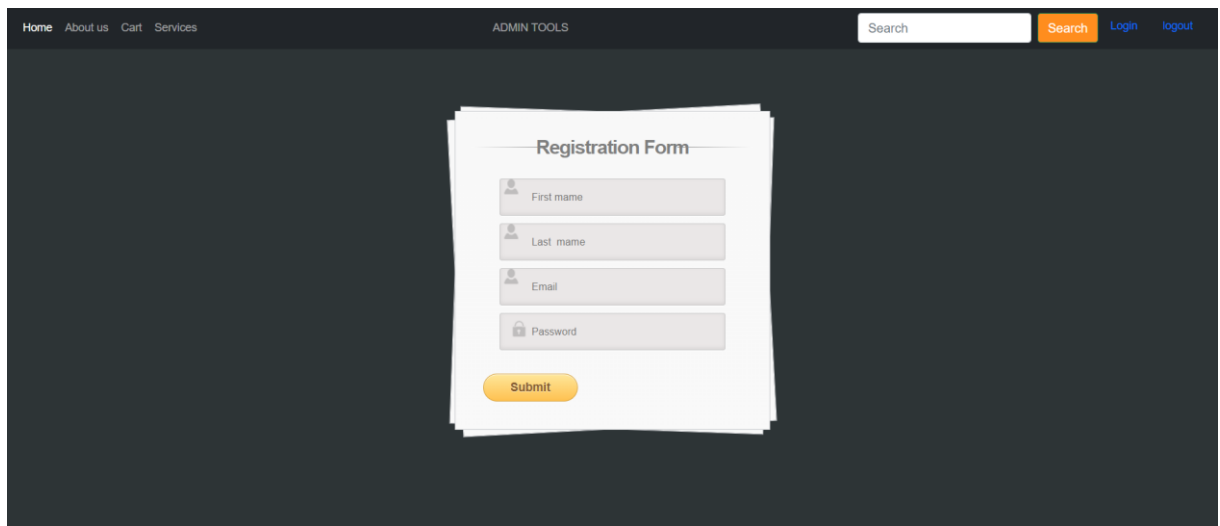 Home About us Cart Services ADMIN TOOLS Search Search Login logout
Registration Form
First mame
Last mame
Email
Password
Submit